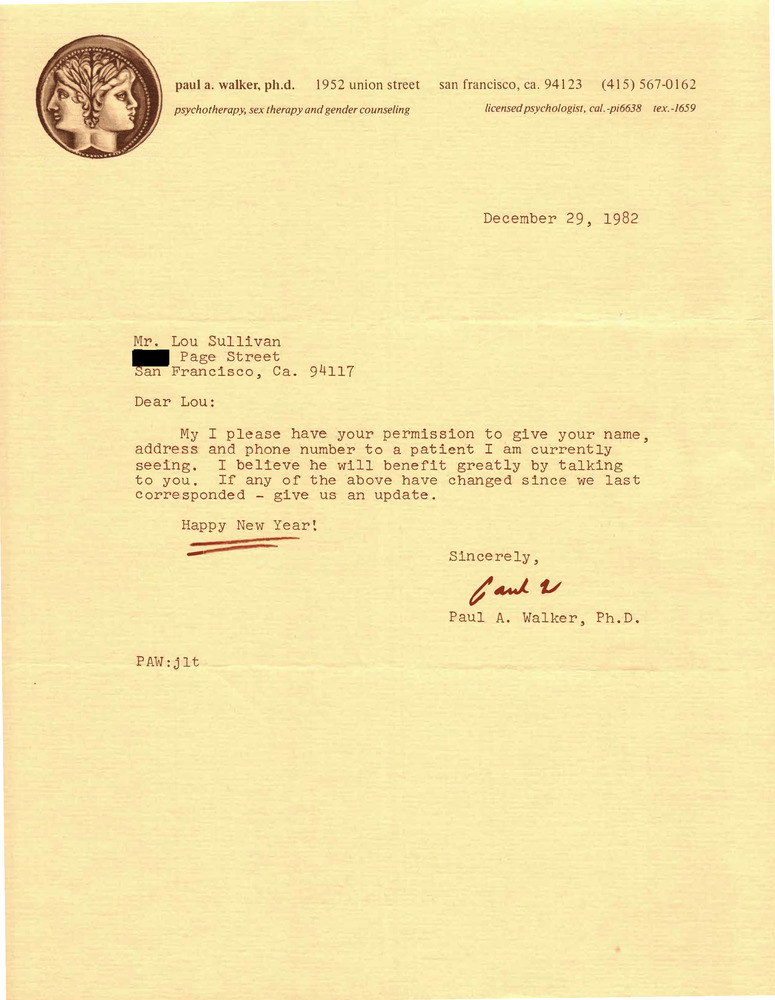 paul a. walker, ph.d. 1952 union street san francisco, ca. 94123 (415) 567-0162
psychotherapy, sex therapy and gender counseling licensed psychologist, cal.-pi6638 tex.-1659
December 29, 1982
Mr. Lou Sullivan
Page Street
San Francisco, Ca. 94117
Dear Lou:
My I please have your permission to give your name,
address and phone number to a patient I am currently
seeing. I believe he will benefit greatly by talking
to you. If any of the above have changed since we last
corresponded - give us an update.
Happy New Year!
Sincerely,
Paul
Paul A. Walker, Ph.D.
PAW:jlt